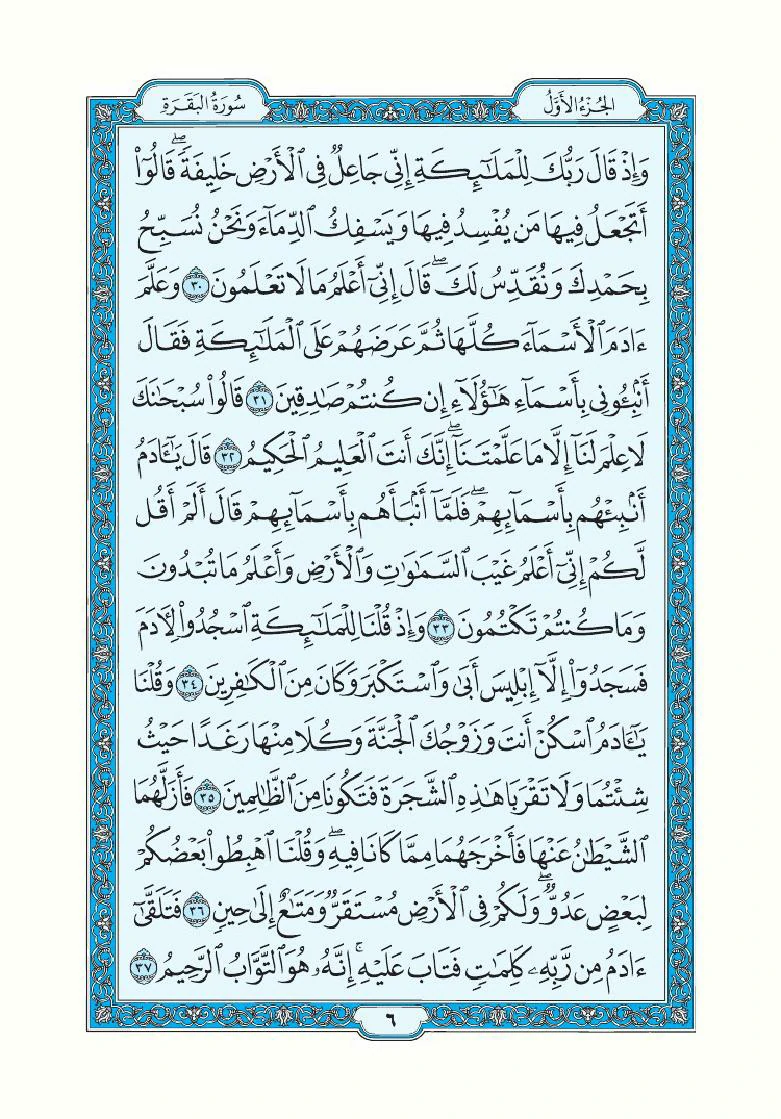 الجُزْءُ الأَوَّلُ
سُورَةُ البَقَرَةِ
وَإِذۡ قَالَ رَبُّكَ لِلۡمَلَٰٓئِكَةِ إِنِّي جَاعِلٞ فِي ٱلۡأَرۡضِ خَلِيفَةٗۖ قَالُوٓاْ
أَتَجۡعَلُ فِيهَا مَن يُفۡسِدُ فِيهَا وَيَسۡفِكُ ٱلدِّمَآءَ وَنَحۡنُ نُسَبِّحُ
بِحَمۡدِكَ وَنُقَدِّسُ لَكَۖ قَالَ إِنِّيٓ أَعۡلَمُ مَا لَا تَعۡلَمُونَ ٣٠ وَعَلَّمَ
ءَادَمَ ٱلۡأَسۡمَآءَ كُلَّهَا ثُمَّ عَرَضَهُمۡ عَلَى ٱلۡمَلَٰٓئِكَةِ فَقَالَ
أَنۢبِـُٔونِي بِأَسۡمَآءِ هَٰٓؤُلَآءِ إِن كُنتُمۡ صَٰدِقِينَ ٣١ قَالُواْ سُبۡحَٰنَكَ
لَا عِلۡمَ لَنَآ إِلَّا مَا عَلَّمۡتَنَآۖ إِنَّكَ أَنتَ ٱلۡعَلِيمُ ٱلۡحَكِيمُ ٣٢ قَالَ يَٰٓـَٔادَمُ
أَنۢبِئۡهُم بِأَسۡمَآئِهِمۡۖ فَلَمَّآ أَنۢبَأَهُم بِأَسۡمَآئِهِمۡ قَالَ أَلَمۡ أَقُل
لَّكُمۡ إِنِّيٓ أَعۡلَمُ غَيۡبَ ٱلسَّمَٰوَٰتِ وَٱلۡأَرۡضِ وَأَعۡلَمُ مَا تُبۡدُونَ
وَمَا كُنتُمۡ تَكۡتُمُونَ ٣٣ وَإِذۡ قُلۡنَا لِلۡمَلَٰٓئِكَةِ ٱسۡجُدُواْ لِأٓدَمَ
فَسَجَدُوٓاْ إِلَّآ إِبۡلِيسَ أَبَىٰ وَٱسۡتَكۡبَرَ وَكَانَ مِنَ ٱلۡكَٰفِرِينَ ٣٤ وَقُلۡنَا
يَٰٓـَٔادَمُ ٱسۡكُنۡ أَنتَ وَزَوۡجُكَ ٱلۡجَنَّةَ وَكُلَا مِنۡهَا رَغَدًا حَيۡثُ
شِئۡتُمَا وَلَا تَقۡرَبَا هَٰذِهِ ٱلشَّجَرَةَ فَتَكُونَا مِنَ ٱلظَّٰلِمِينَ ٣٥ فَأَزَلَّهُمَا
ٱلشَّيۡطَٰنُ عَنۡهَا فَأَخۡرَجَهُمَا مِمَّا كَانَا فِيهِۖ وَقُلۡنَا ٱهۡبِطُواْ بَعۡضُكُمۡ
لِبَعۡضٍ عَدُوّٞۖ وَلَكُمۡ فِي ٱلۡأَرۡضِ مُسۡتَقَرّٞ وَمَتَٰعٌ إِلَىٰ حِينٖ ٣٦ فَتَلَقَّىٰٓ
ءَادَمُ مِن رَّبِّهِۦ كَلِمَٰتٖ فَتَابَ عَلَيۡهِۚ إِنَّهُۥ هُوَ ٱلتَّوَّابُ ٱلرَّحِيمُ ٣٧
٦